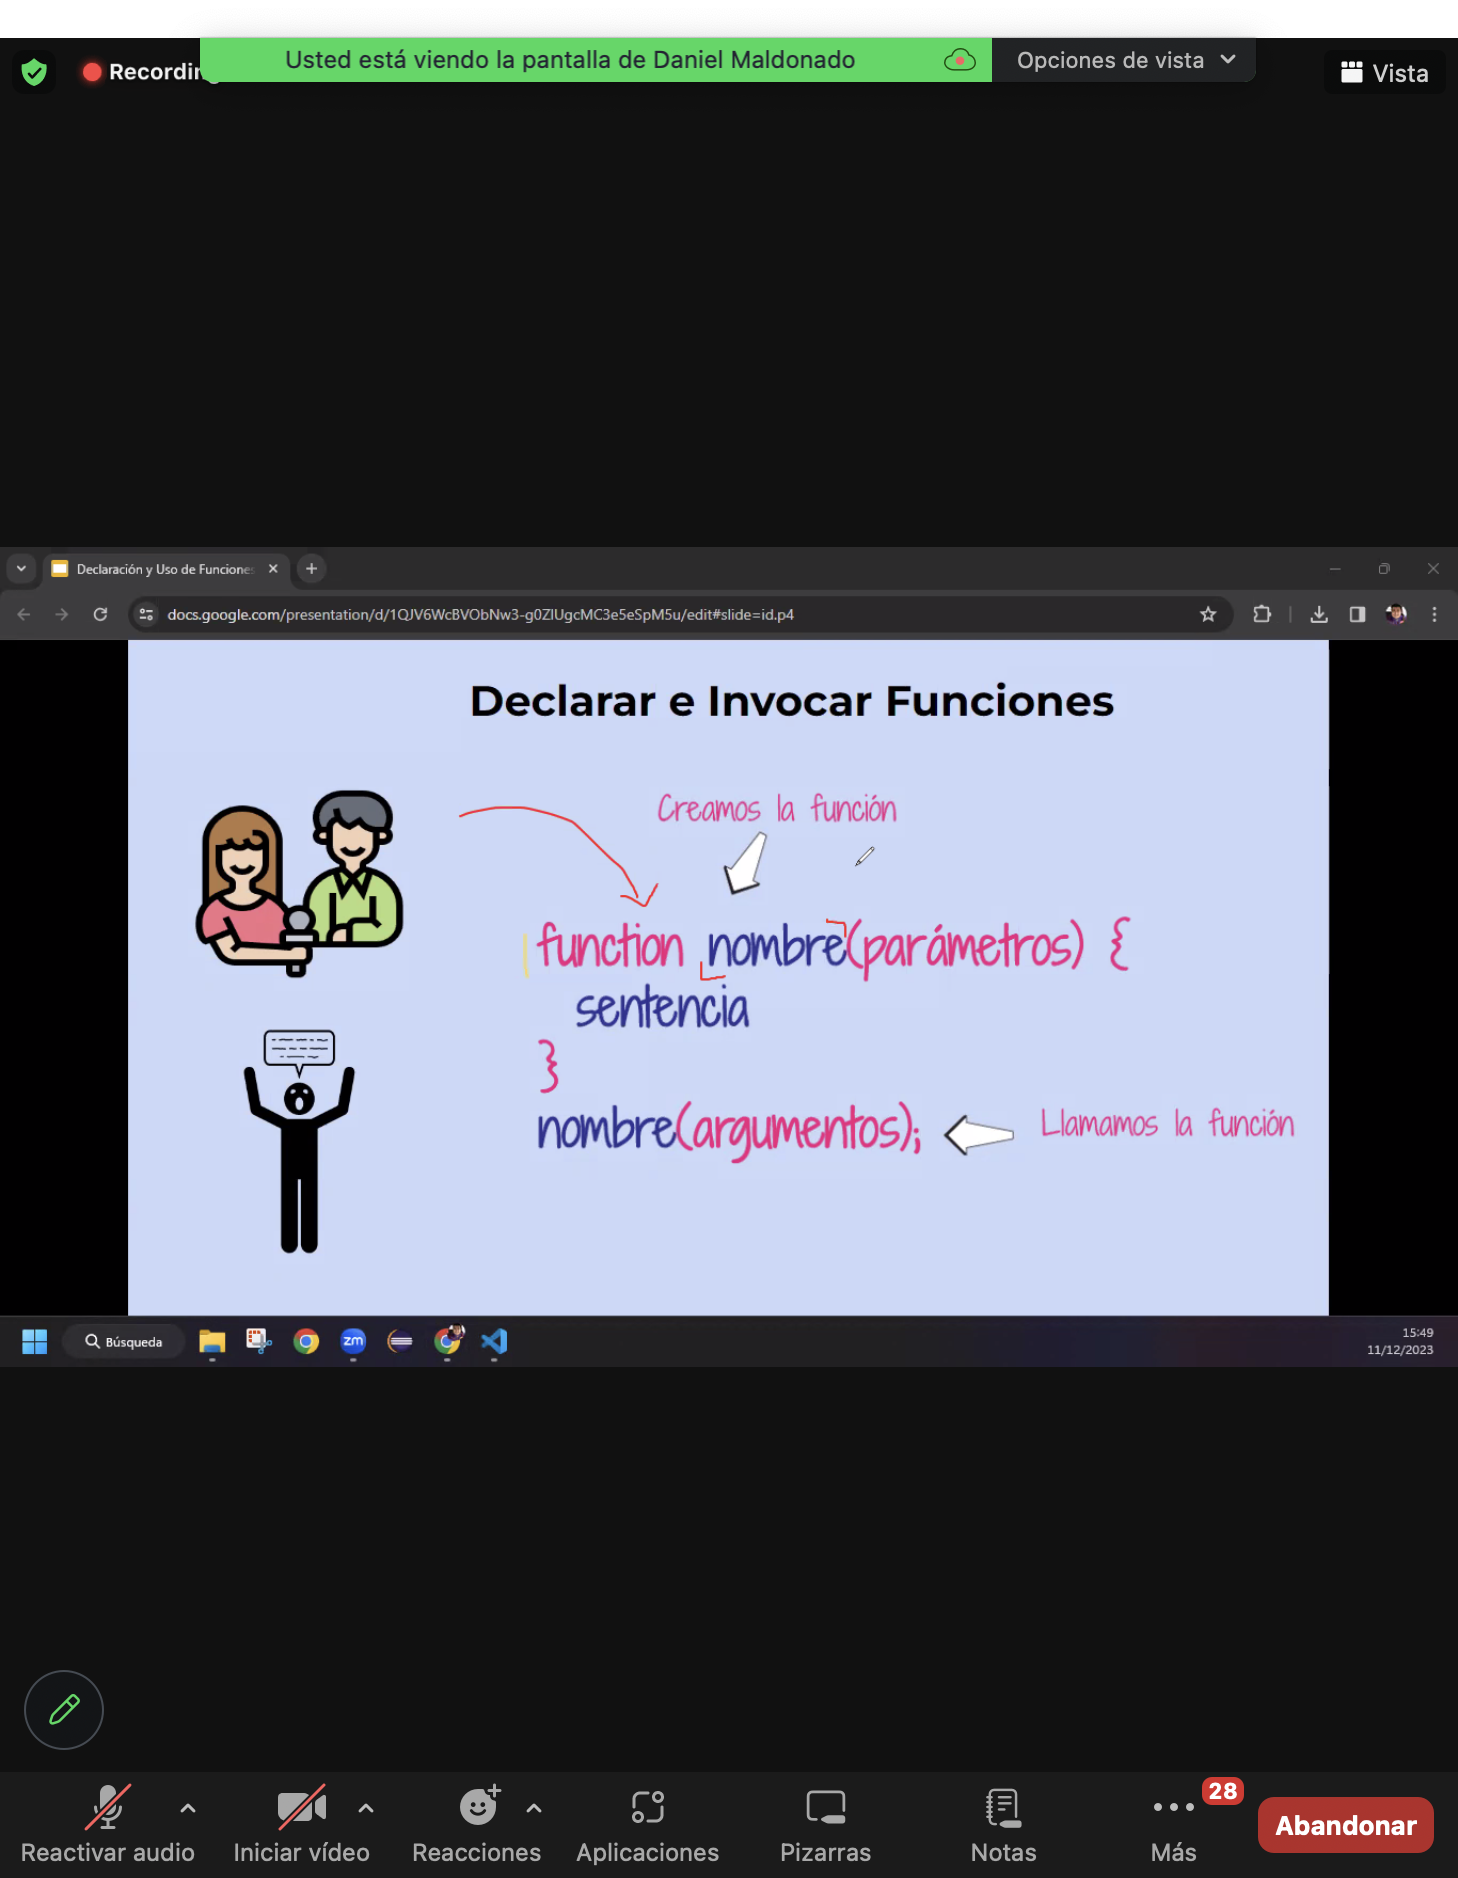 Recording
Usted está viendo la pantalla de Daniel Maldonado
Opciones de vista
Vista
Declaración y Uso de Funciones
docs.google.com/presentation/d/1QJV6WcBVObNw3-g0ZIUgcMC3e5eSpM5u/edit#slide=id.p4
Declarar e Invocar Funciones
Creamos la función
function nombre(parámetros) {
sentencia
}
nombre(argumentos);
Llamamos la función
Búsqueda
zm
15:49
11/12/2023
Reactivar audio
Iniciar vídeo
Reacciones
Aplicaciones
Pizarras
Notas
28
Más
Abandonar